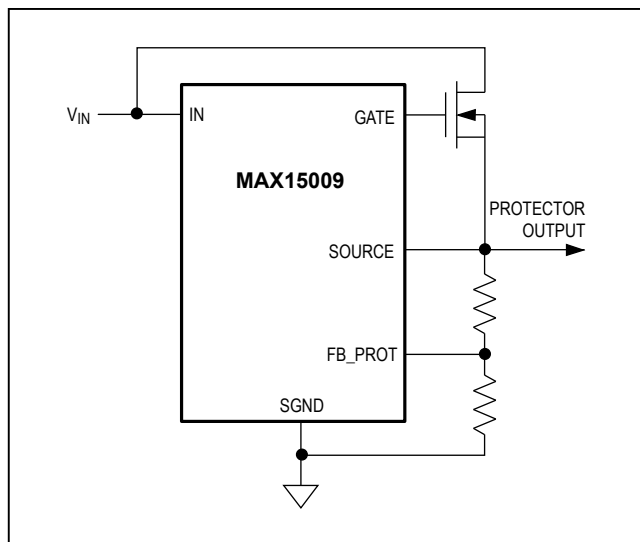 V_IN
IN
GATE
MAX15009
PROTECTOR
OUTPUT
SOURCE
FB_PROT
SGND